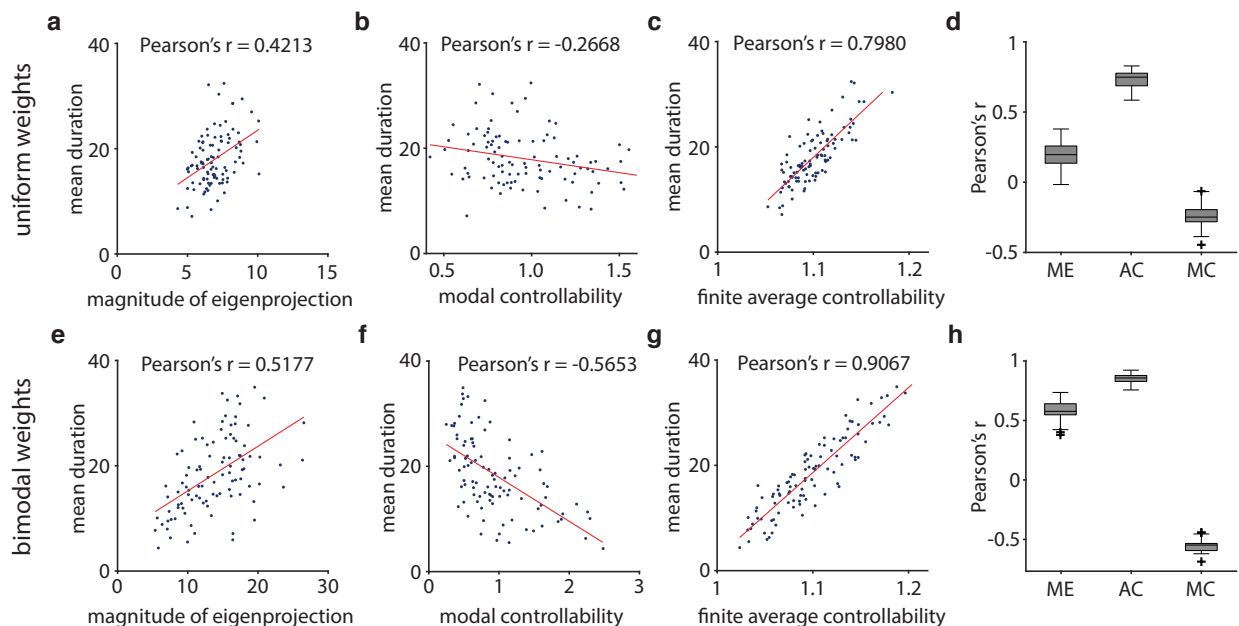 a
Pearson's r = 0.4213
mean duration
40
20
0
0
5
10
15
magnitude of eigenprojection
b
Pearson's r = -0.2668
mean duration
40
20
0
0.5
1.0
1.5
modal controllability
c
Pearson's r = 0.7980
mean duration
40
20
0
1
1.1
1.2
finite average controllability
d
Pearson's r
1
0.5
0
-0.5
ME
AC
MC
uniform weights
e
Pearson's r = 0.5177
mean duration
40
20
0
0
10
20
30
magnitude of eigenprojection
f
Pearson's r = -0.5653
mean duration
40
20
0
0
1
2
3
modal controllability
g
Pearson's r = 0.9067
mean duration
40
20
0
1
1.1
1.2
finite average controllability
h
Pearson's r
1
0.5
0
-0.5
ME
AC
MC
bimodal weights